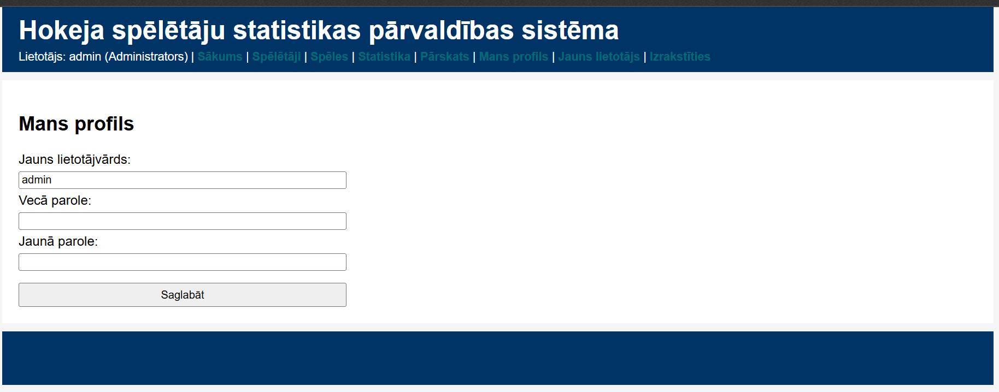 Hokeja spēlētāju statistikas pārvaldības sistēma
Lietotājs: admin (Administrators) | Sākums | Spēlētāji | Spēles | Statistika | Pārskats | Mans profils | Jauns lietotājs | Izrakstīties
Mans profils
Jauns lietotājvārds:
admin
Vecā parole:
Jaunā parole:
Saglabāt